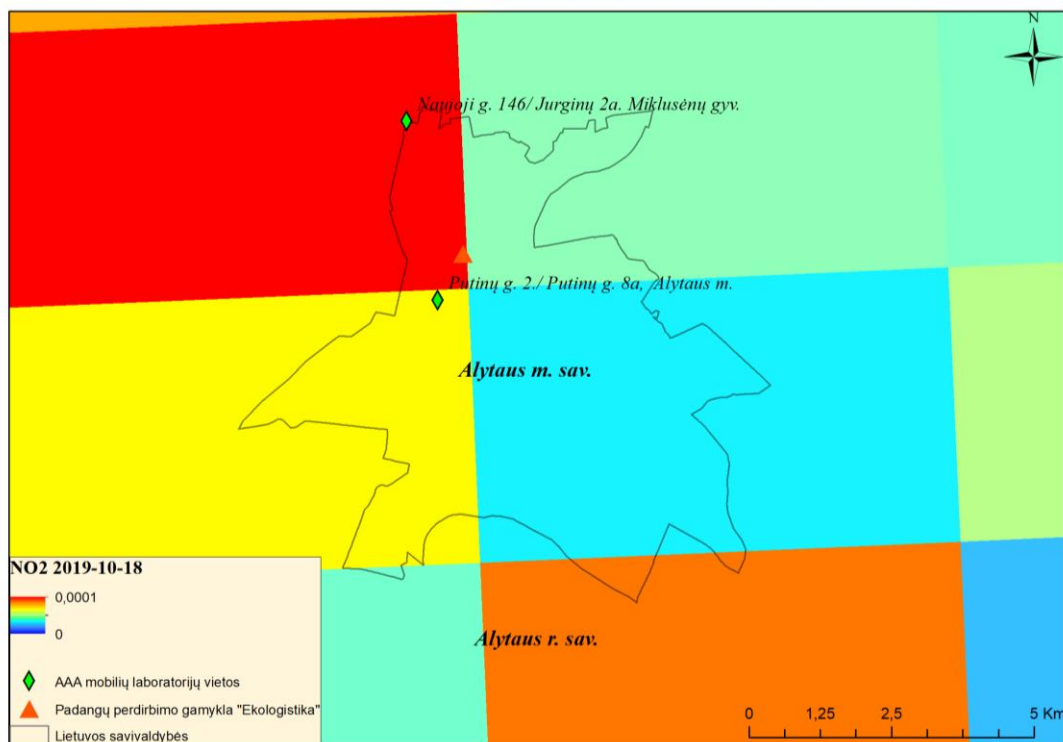 N
Naujoji g. 146/ Jurginų 2a. Miklusėnų gyv.
Putinų g. 2./ Putinų g. 8a, Alytaus m.
Alytaus m. sav.
Alytaus r. sav.
NO2 2019-10-18
0,0001
0
AAA mobilių laboratorijų vietos
Padangų perdirbimo gamykla "Ekologistika"
Lietuvos savivaldybės
0 1,25 2,5 5 Km